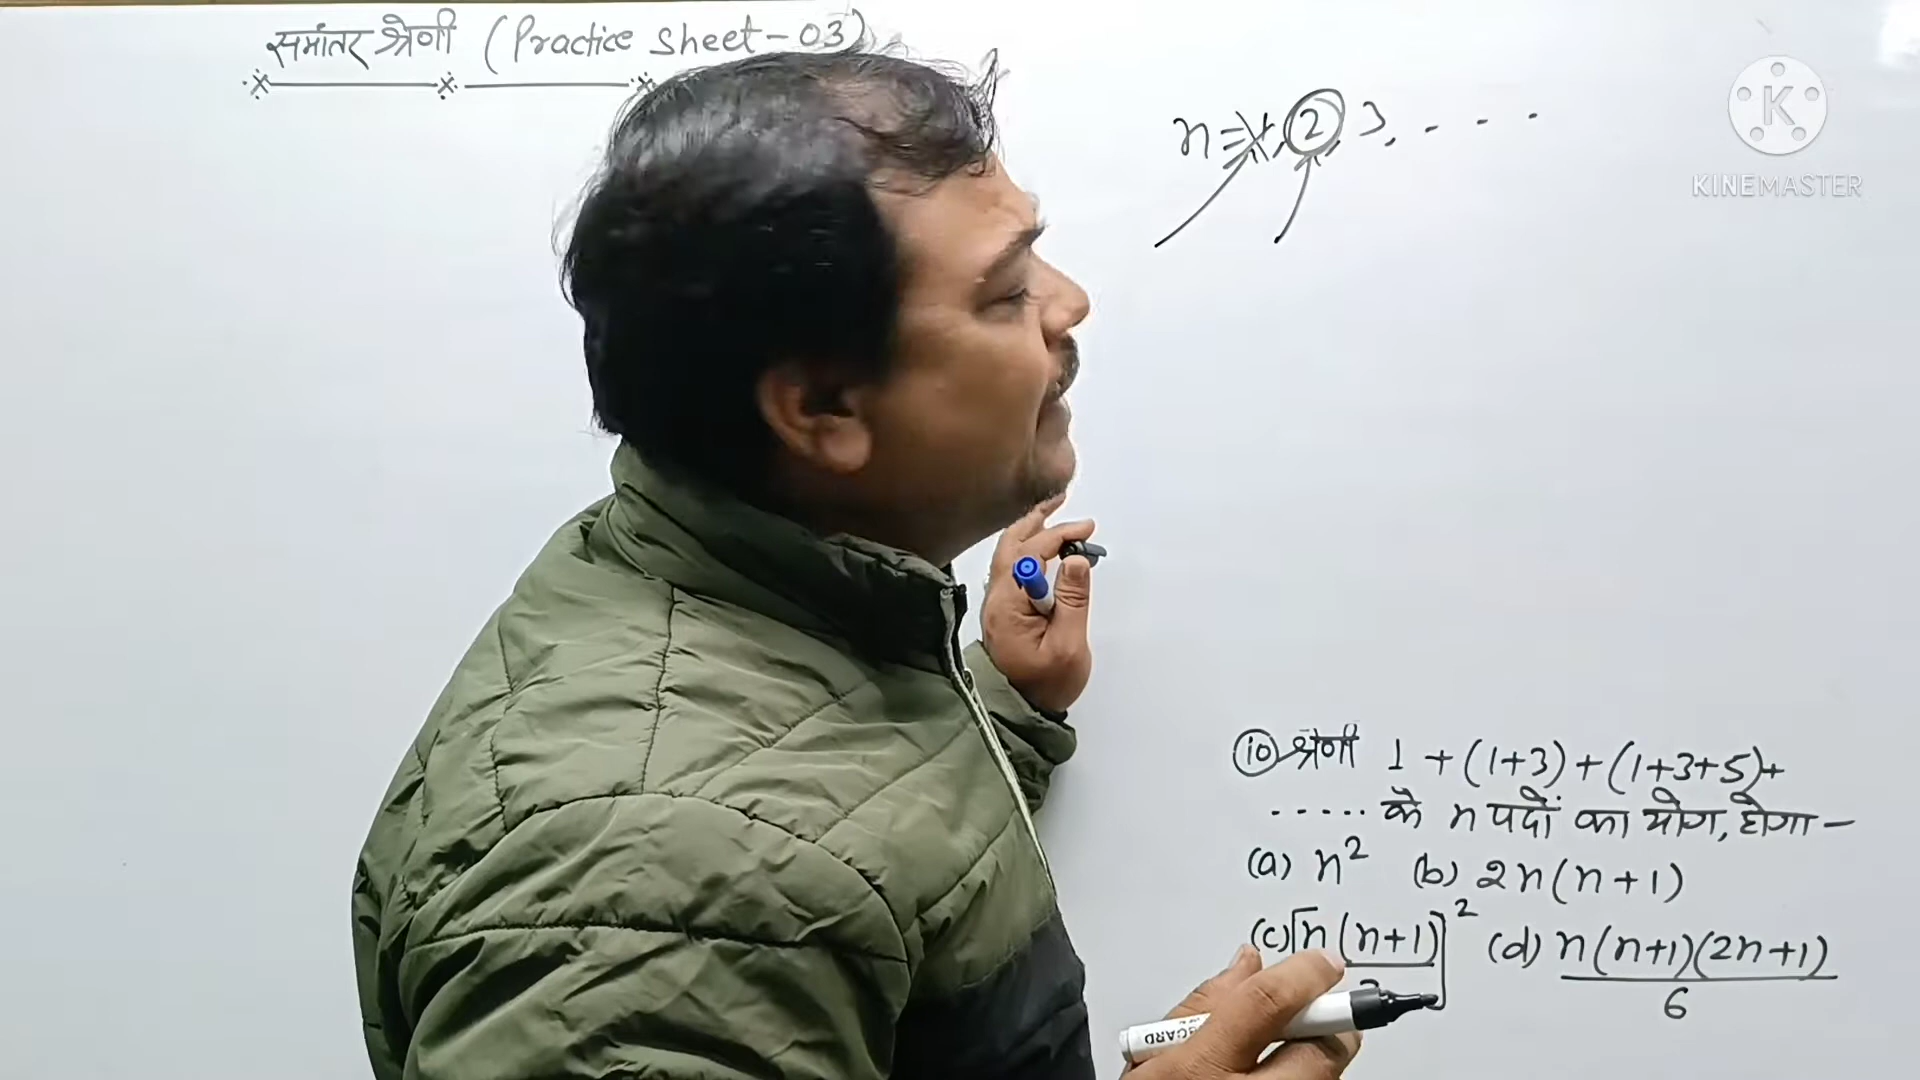 समांतर श्रेणी (Practice Sheet-03)
n = 1, 2, 3, - - -
KINEMASTER
⑩ श्रेणी 1 + (1+3) + (1+3+5)+
..... के n पदों का योग, होगा –
(a) n² (b) 2n(n+1)
(c) [n(n+1)]² (d) n(n+1)(2n+1)
6